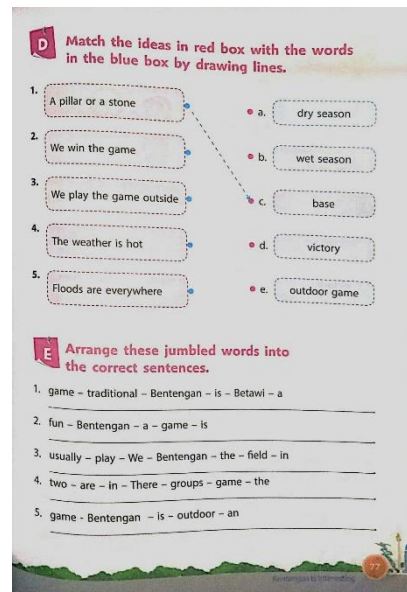 D Match the ideas in red box with the words
in the blue box by drawing lines.
1. A pillar or a stone
a. dry season
2. We win the game
b. wet season
3. We play the game outside
c. base
4. The weather is hot
d. victory
5. Floods are everywhere
e. outdoor game
E Arrange these jumbled words into
the correct sentences.
1. game – traditional – Bentengan – is – Betawi – a
2. fun – Bentengan – a – game – is
3. usually – play – We – Bentengan – the – field – in
4. two – are – in – There – groups – game – the
5. game - Bentengan – is – outdoor – an
Bentengan is Interesting
77